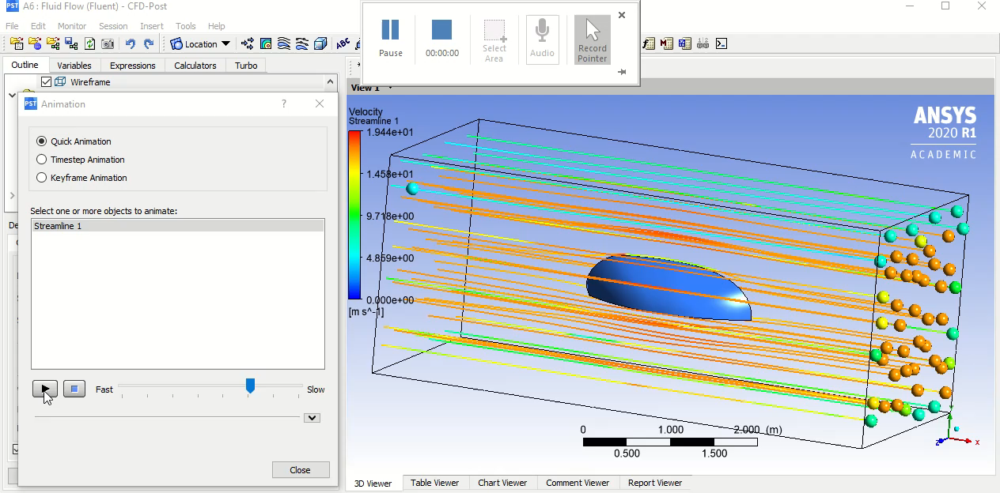 A6 : Fluid Flow (Fluent) - CFD-Post
File Edit Monitor Session Insert Tools Help
Location
Pause
00:00:00
Select Area
Audio
Record Pointer
Outline Variables Expressions Calculators Turbo
Wireframe
Animation
Quick Animation
Timestep Animation
Keyframe Animation
Select one or more objects to animate:
Streamline 1
Fast
Slow
Close
View 1
Velocity
Streamline 1
1.944e+01
1.458e+01
9.718e+00
4.859e+00
0.000e+00
[m s^-1]
ANSYS
2020 R1
ACADEMIC
0 1.000 2.000 (m)
0.500 1.500
x
z
3D Viewer Table Viewer Chart Viewer Comment Viewer Report Viewer